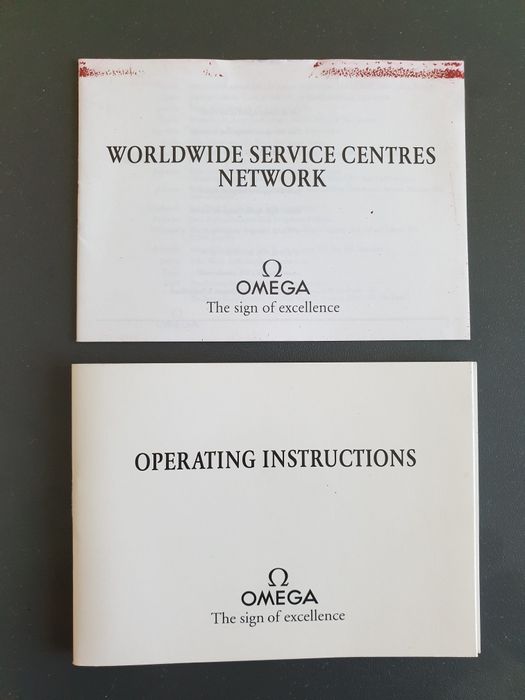 WORLDWIDE SERVICE CENTRES
NETWORK
Ω
OMEGA
The sign of excellence
OPERATING INSTRUCTIONS
Ω
OMEGA
The sign of excellence